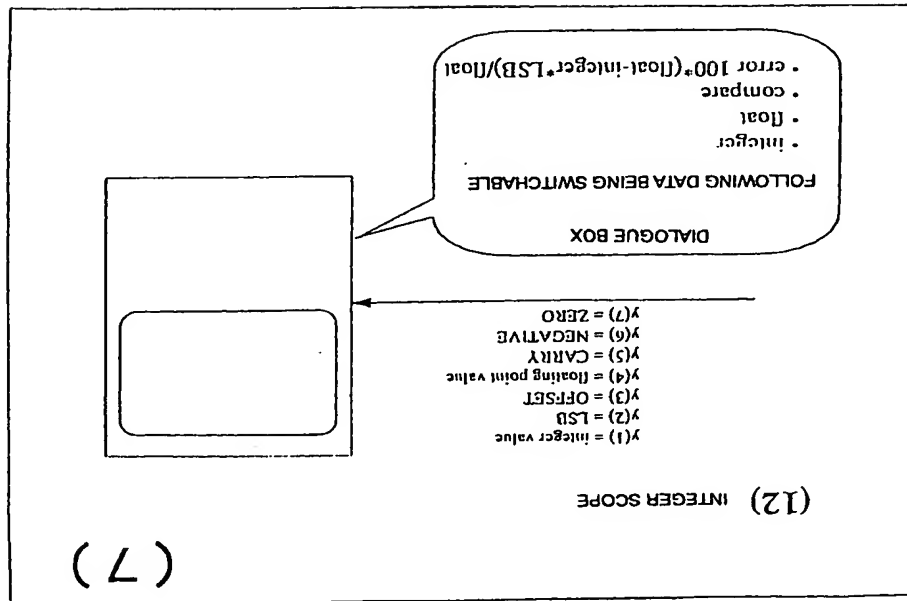 ( 7 )
(12) INTEGER SCOPE
y(1) = integer value
y(2) = LSB
y(3) = OFFSET
y(4) = floating point value
y(5) = CARRY
y(6) = NEGATIVE
y(7) = ZERO
DIALOGUE BOX
FOLLOWING DATA BEING SWITCHABLE
• integer
• float
• compare
• error 100*(float-integer*LSB)/float